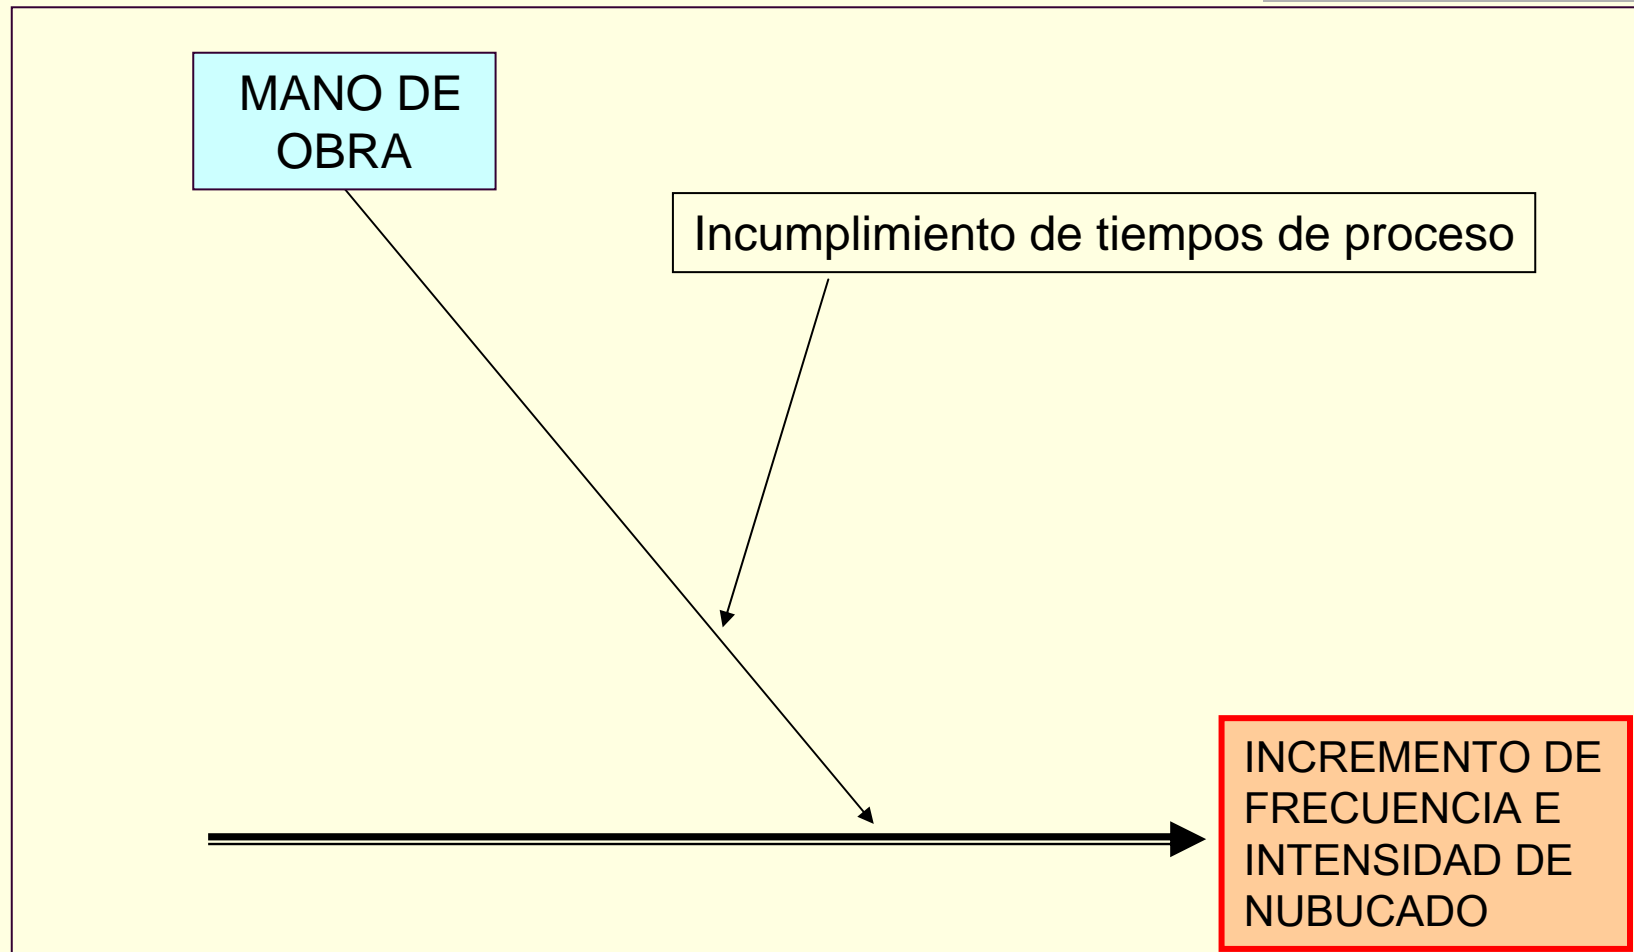 MANO DE
OBRA
Incumplimiento de tiempos de proceso
INCREMENTO DE
FRECUENCIA E
INTENSIDAD DE
NUBUCADO